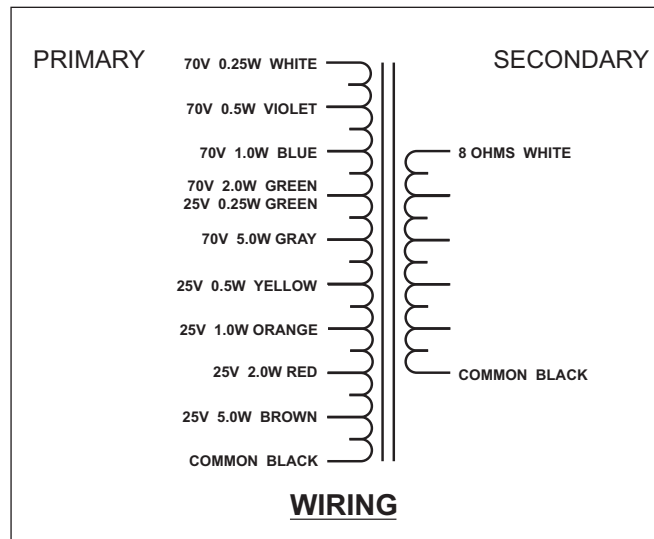 PRIMARY
SECONDARY
70V 0.25W WHITE
70V 0.5W VIOLET
70V 1.0W BLUE
70V 2.0W GREEN
25V 0.25W GREEN
70V 5.0W GRAY
25V 0.5W YELLOW
25V 1.0W ORANGE
25V 2.0W RED
25V 5.0W BROWN
COMMON BLACK
8 OHMS WHITE
COMMON BLACK
WIRING